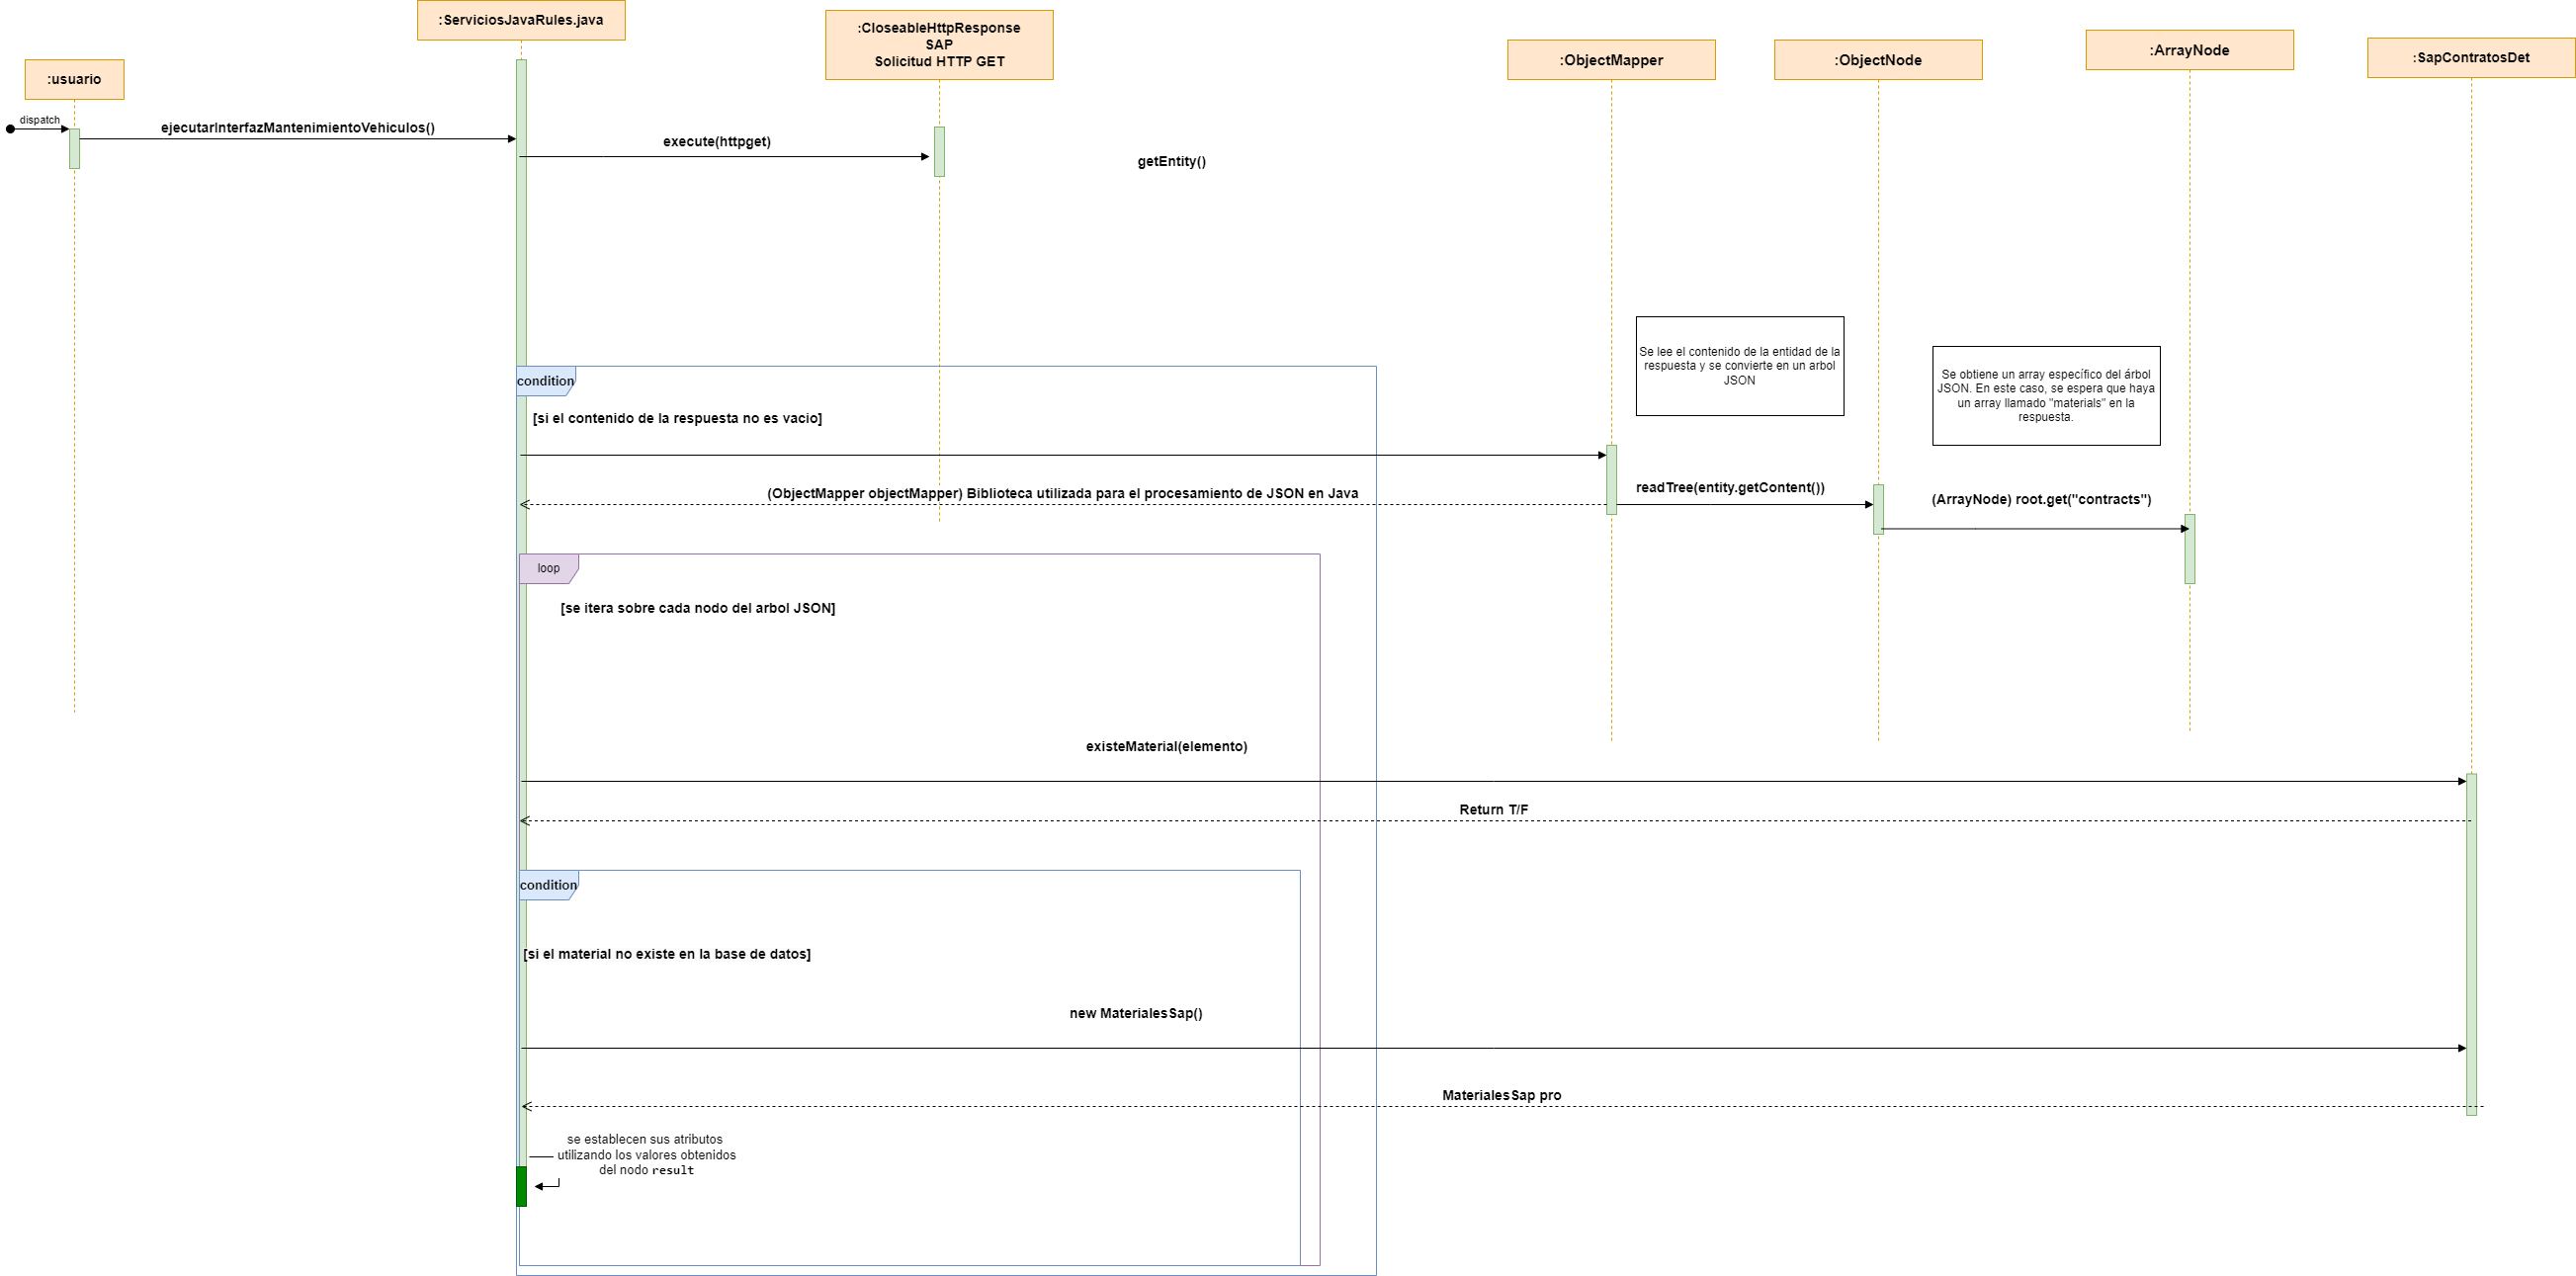 :ServiciosJavaRules.java
:CloseableHttpResponse
SAP
Solicitud HTTP GET
:ObjectMapper
:ObjectNode
:ArrayNode
:SapContratosDet
:usuario
dispatch
ejecutarInterfazMantenimientoVehiculos()
execute(httpget)
getEntity()
Se lee el contenido de la entidad de la
respuesta y se convierte en un arbol
JSON
Se obtiene un array específico del árbol
JSON. En este caso, se espera que haya
un array llamado "materials" en la
respuesta.
condition
[si el contenido de la respuesta no es vacio]
(ObjectMapper objectMapper) Biblioteca utilizada para el procesamiento de JSON en Java
readTree(entity.getContent())
(ArrayNode) root.get("contracts")
loop
[se itera sobre cada nodo del arbol JSON]
existeMaterial(elemento)
Return T/F
condition
[si el material no existe en la base de datos]
new MaterialesSap()
MaterialesSap pro
se establecen sus atributos
utilizando los valores obtenidos
del nodo result